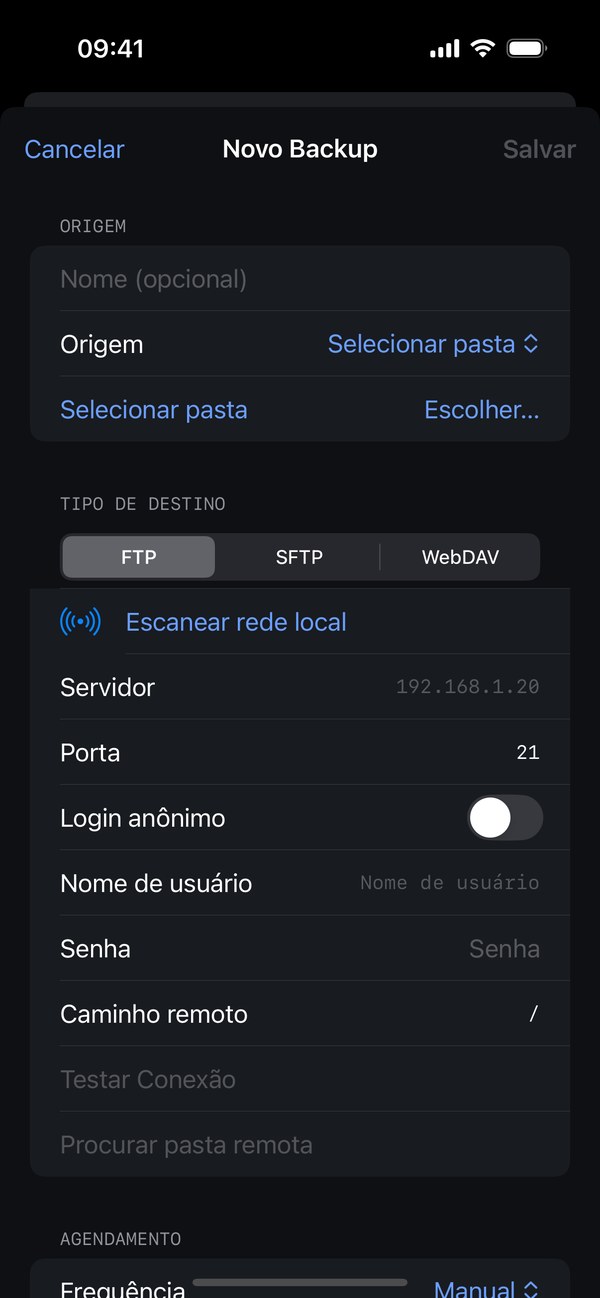 09:41
Cancelar Novo Backup Salvar
ORIGEM
Nome (opcional)
Origem Selecionar pasta
Selecionar pasta Escolher...
TIPO DE DESTINO
FTP SFTP WebDAV
Escanear rede local
Servidor 192.168.1.20
Porta 21
Login anônimo
Nome de usuário Nome de usuário
Senha Senha
Caminho remoto /
Testar Conexão
Procurar pasta remota
AGENDAMENTO
Frequência Manual